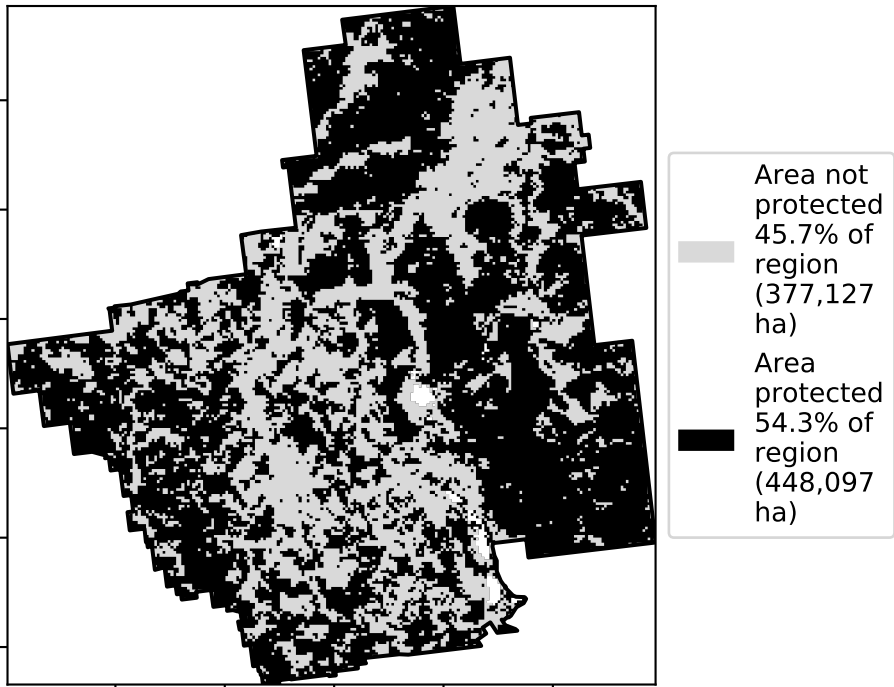 Area not
protected
45.7% of
region
(377,127
ha)
Area
protected
54.3% of
region
(448,097
ha)